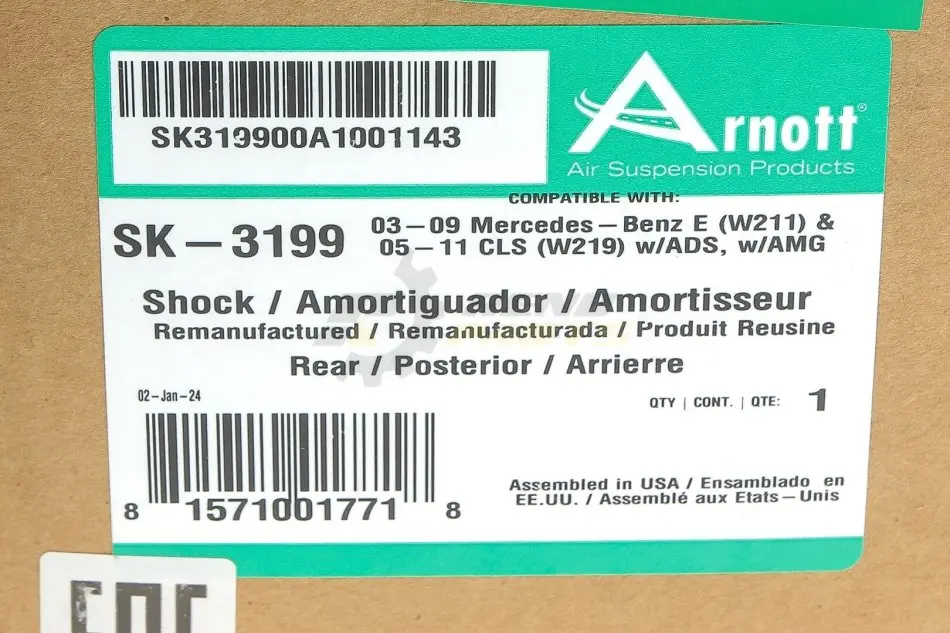 SK319900A1001143
Arnott®
Air Suspension Products
COMPATIBLE WITH:
SK-3199
03-09 Mercedes-Benz E (W211) &
05-11 CLS (W219) w/ADS, w/AMG
Shock / Amortiguador / Amortisseur
Remanufactured / Remanufacturada / Produit Reusine
Rear / Posterior / Arrierre
02-Jan-24
QTY | CONT. | QTE: 1
8 1571001771 8
Assembled in USA / Ensamblado en
EE.UU. / Assemblé aux Etats-Unis